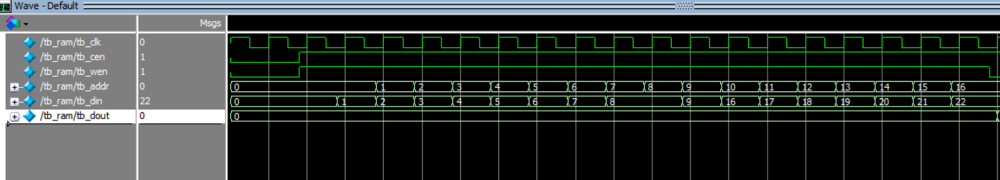 Wave - Default
Msgs
/tb_ram/tb_clk 0
/tb_ram/tb_cen 1
/tb_ram/tb_wen 1
/tb_ram/tb_addr 0 0 1 2 3 4 5 6 7 8 9 10 11 12 13 14 15 16
/tb_ram/tb_din 22 0 1 2 3 4 5 6 7 8 9 16 17 18 19 20 21 22
/tb_ram/tb_dout 0 0